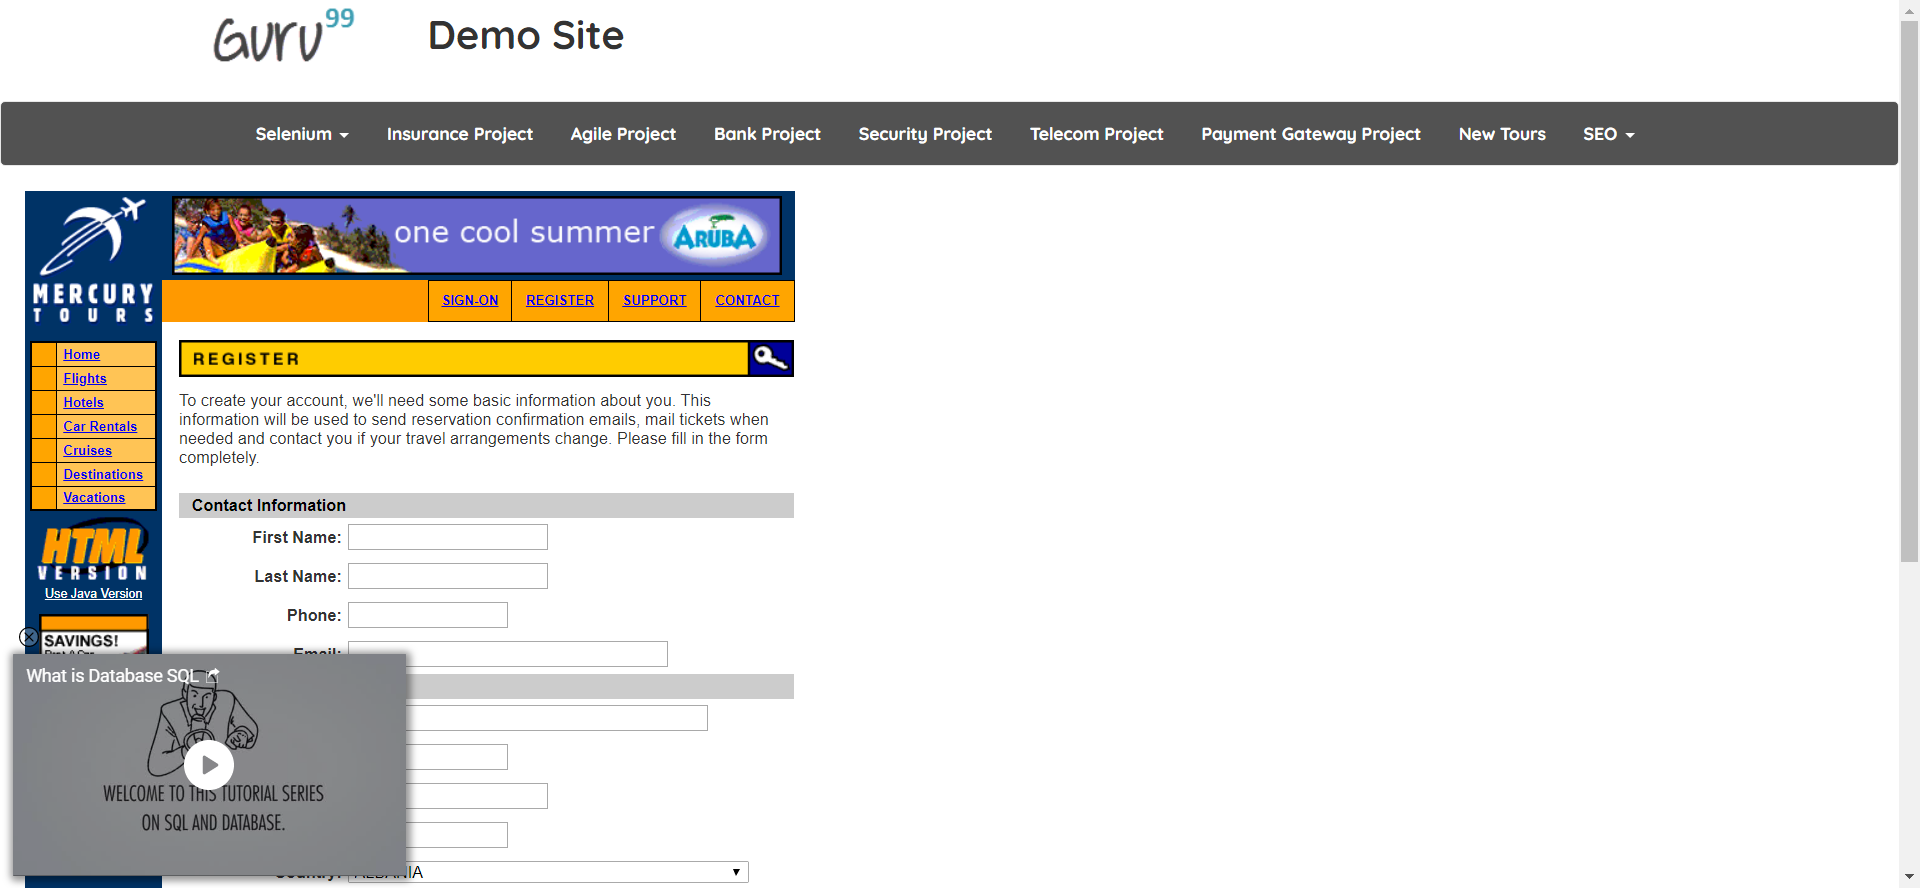 Guru99
Demo Site
Selenium
Insurance Project
Agile Project
Bank Project
Security Project
Telecom Project
Payment Gateway Project
New Tours
SEO
one cool summer
ARUBA
MERCURY
TOURS
SIGN-ON
REGISTER
SUPPORT
CONTACT
Home
Flights
Hotels
Car Rentals
Cruises
Destinations
Vacations
HTML
VERSION
Use Java Version
SAVINGS!
REGISTER
To create your account, we'll need some basic information about you. This
information will be used to send reservation confirmation emails, mail tickets when
needed and contact you if your travel arrangements change. Please fill in the form
completely.
Contact Information
First Name:
Last Name:
Phone:
Email:
Country:
ALBANIA
What is Database SQL
WELCOME TO THIS TUTORIAL SERIES
ON SQL AND DATABASE.